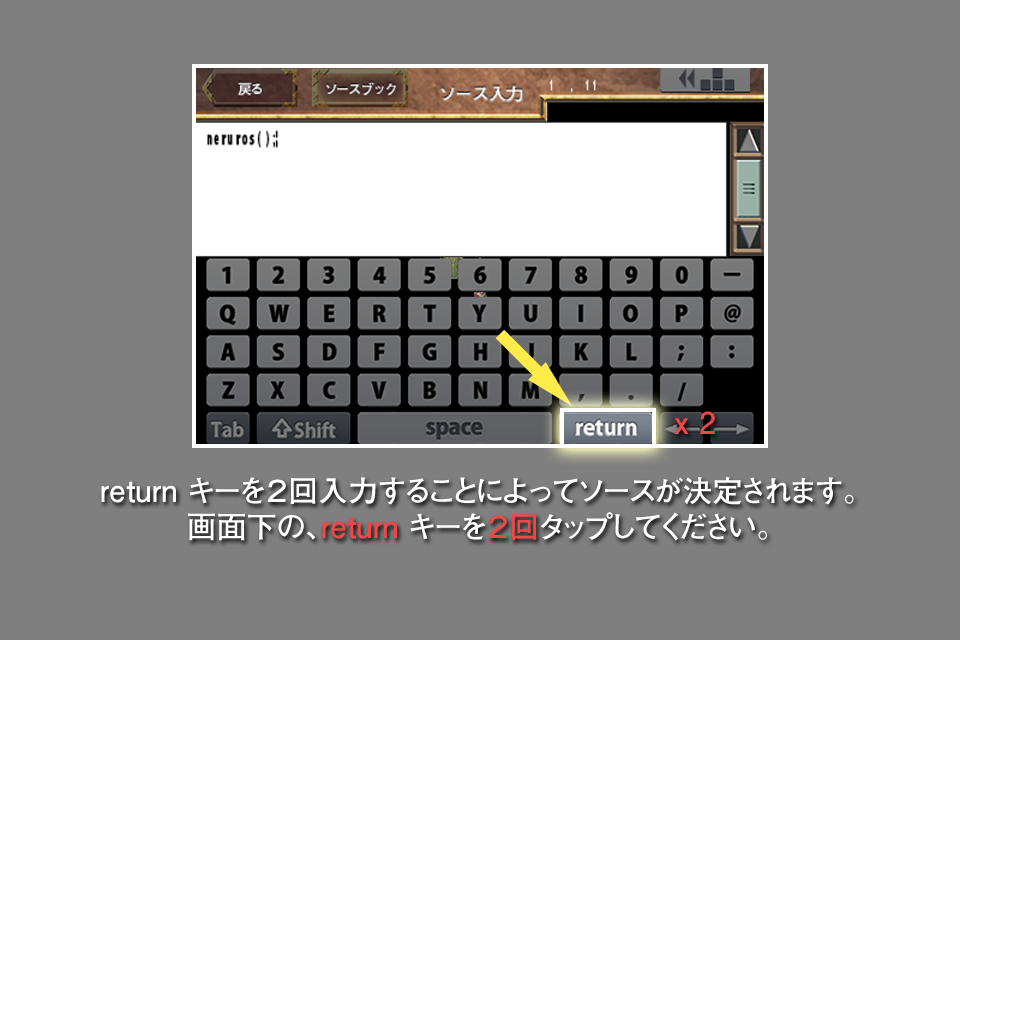 戻る ソースブック ソース入力 1 , 11
neruros();
1 2 3 4 5 6 7 8 9 0 ー
Q W E R T Y U I O P @
A S D F G H J K L ; :
Z X C V B N M , . /
Tab Shift space return x 2
return キーを2回入力することによってソースが決定されます。
画面下の、return キーを2回タップしてください。